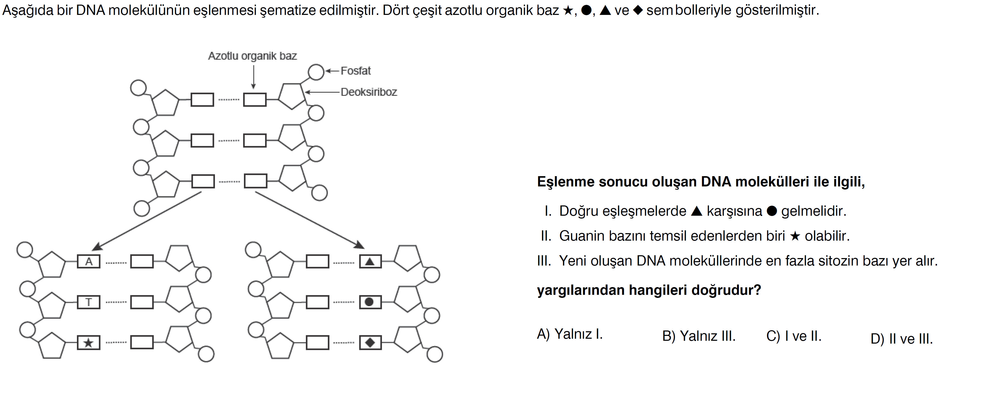 Aşağıda bir DNA molekülünün eşlenmesi şematize edilmiştir. Dört çeşit azotlu organik baz ★, ●, ▲ ve ◆ sembolleriyle gösterilmiştir.
Azotlu organik baz
Fosfat
Deoksiriboz
A
T
★
▲
●
◆
Eşlenme sonucu oluşan DNA molekülleri ile ilgili,
I. Doğru eşleşmelerde ▲ karşısına ● gelmelidir.
II. Guanin bazını temsil edenlerden biri ★ olabilir.
III. Yeni oluşan DNA moleküllerinde en fazla sitozin bazı yer alır.
yargılarından hangileri doğrudur?
A) Yalnız I. B) Yalnız III. C) I ve II. D) II ve III.